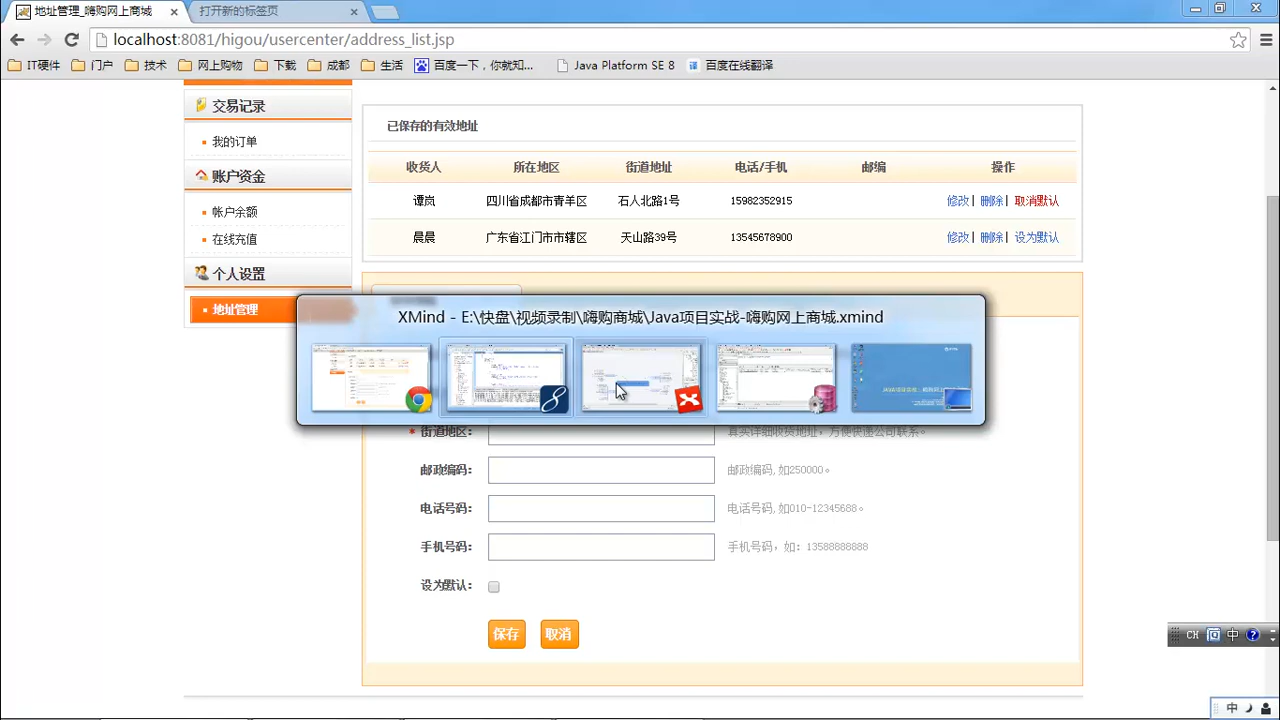 地址管理_嗨购网上商城
打开新的标签页
localhost:8081/higou/usercenter/address_list.jsp
IT硬件 门户 技术 网上购物 下载 成都 生活 百度一下，你就知... Java Platform SE 8 百度在线翻译
交易记录
我的订单
账户资金
帐户余额
在线充值
个人设置
地址管理
已保存的有效地址
收货人 所在地区 街道地址 电话/手机 邮编 操作
谭岚 四川省成都市青羊区 石人北路1号 15982352915 修改| 删除| 取消默认
晨晨 广东省江门市市辖区 天山路39号 13545678900 修改| 删除| 设为默认
XMind - E:\快盘\视频录制\嗨购商城\Java项目实战-嗨购网上商城.xmind
* 街道地区： 真实详细收货地址，方便快递公司联系。
邮政编码： 邮政编码,如250000。
电话号码： 电话号码,如010-12345688。
手机号码： 手机号码，如：13588888888
设为默认：
保存 取消
CH 中
中